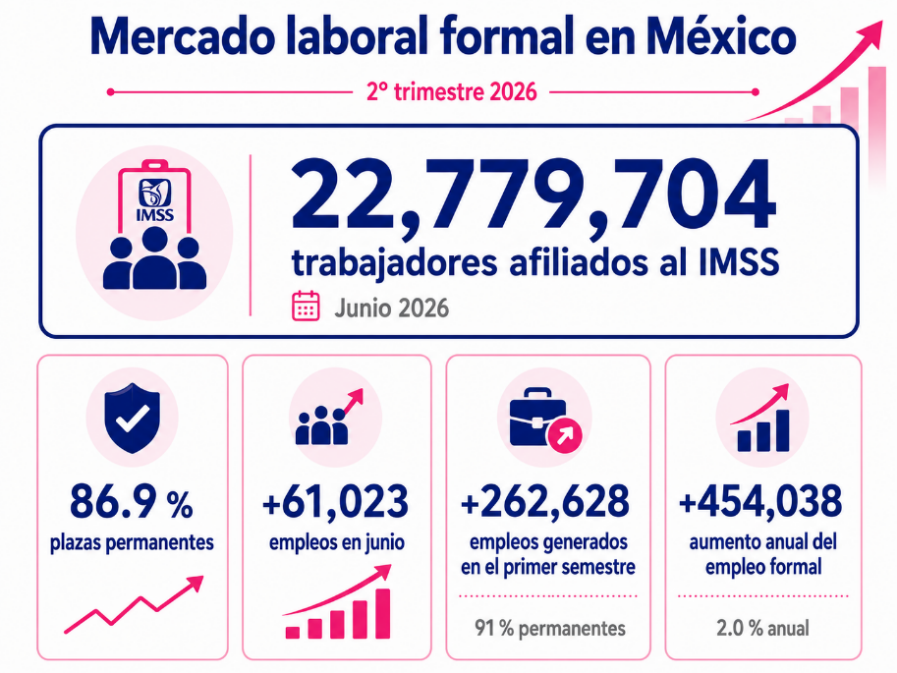 Mercado laboral formal en México
2° trimestre 2026
IMSS
22,779,704
trabajadores afiliados al IMSS
Junio 2026
86.9 %
plazas permanentes
+61,023
empleos en junio
+262,628
empleos generados
en el primer semestre
91 % permanentes
+454,038
aumento anual del
empleo formal
2.0 % anual